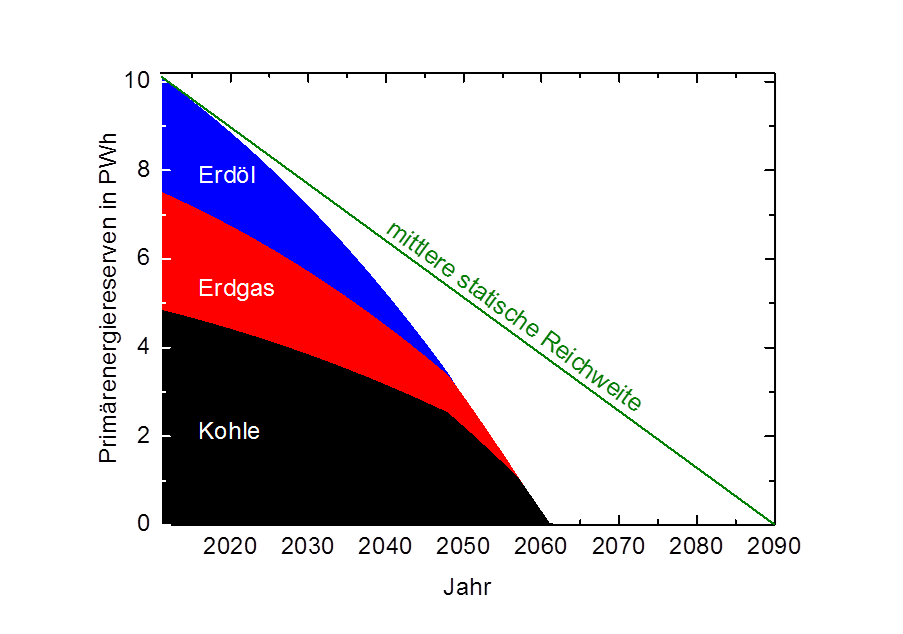 10
8
6
4
2
0
Primärenergiereserven in PWh
Erdöl
Erdgas
Kohle
mittlere statische Reichweite
2020 2030 2040 2050 2060 2070 2080 2090
Jahr